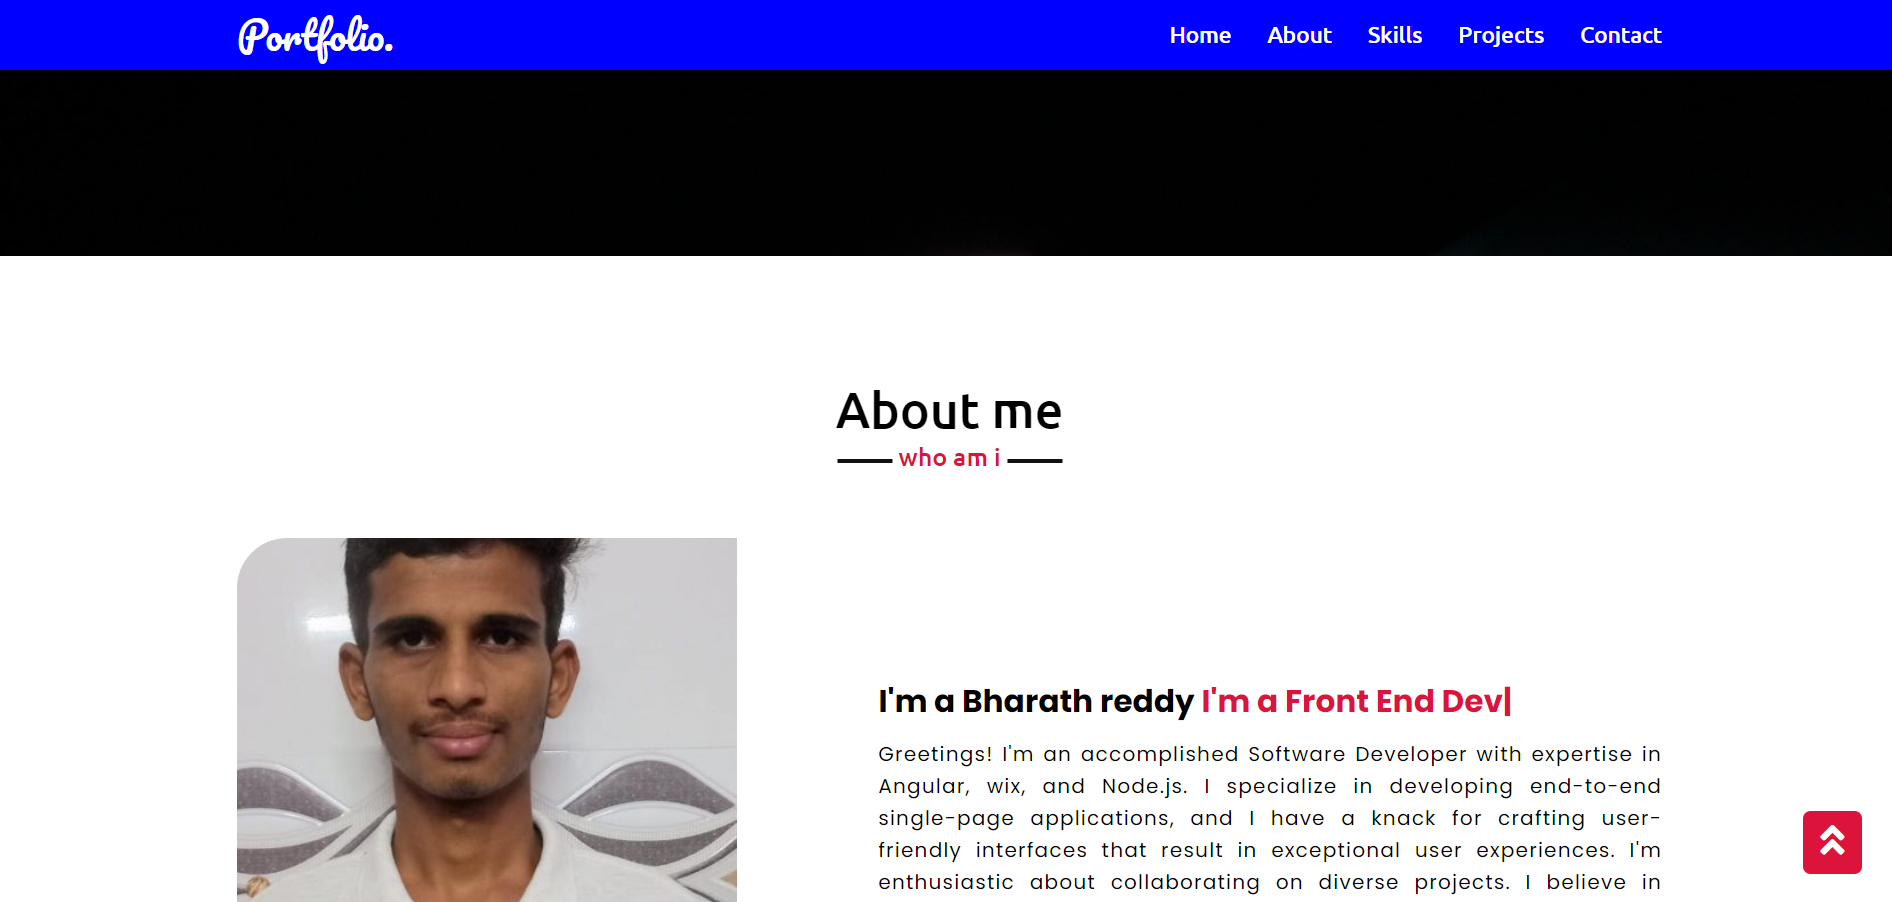 Portfolio.
Home About Skills Projects Contact
About me
who am i
I'm a Bharath reddy I'm a Front End Dev|
Greetings! I'm an accomplished Software Developer with expertise in
Angular, wix, and Node.js. I specialize in developing end-to-end
single-page applications, and I have a knack for crafting user-
friendly interfaces that result in exceptional user experiences. I'm
enthusiastic about collaborating on diverse projects. I believe in